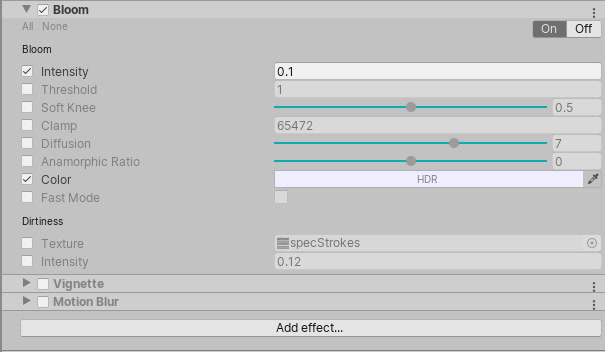 Bloom
All None
On Off
Bloom
Intensity 0.1
Threshold 1
Soft Knee 0.5
Clamp 65472
Diffusion 7
Anamorphic Ratio 0
Color HDR
Fast Mode
Dirtiness
Texture specStrokes
Intensity 0.12
Vignette
Motion Blur
Add effect...